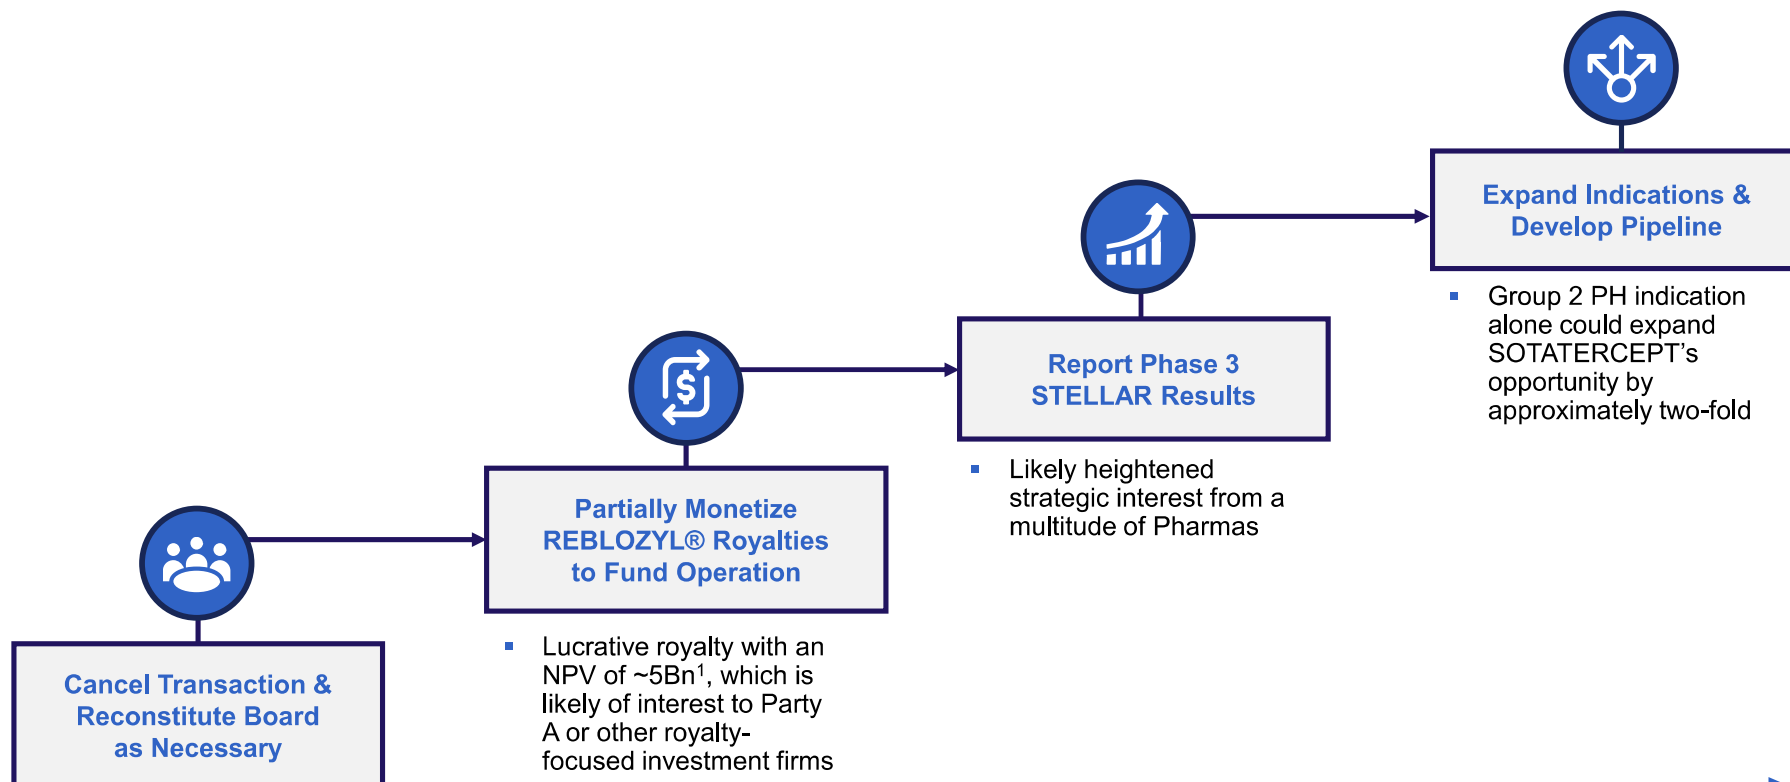 Cancel Transaction &
Reconstitute Board
as Necessary
Partially Monetize
REBLOZYL® Royalties
to Fund Operation
Lucrative royalty with an
NPV of ~5Bn¹, which is
likely of interest to Party
A or other royalty-
focused investment firms
Report Phase 3
STELLAR Results
Likely heightened
strategic interest from a
multitude of Pharmas
Expand Indications &
Develop Pipeline
Group 2 PH indication
alone could expand
SOTATERCEPT’s
opportunity by
approximately two-fold
$